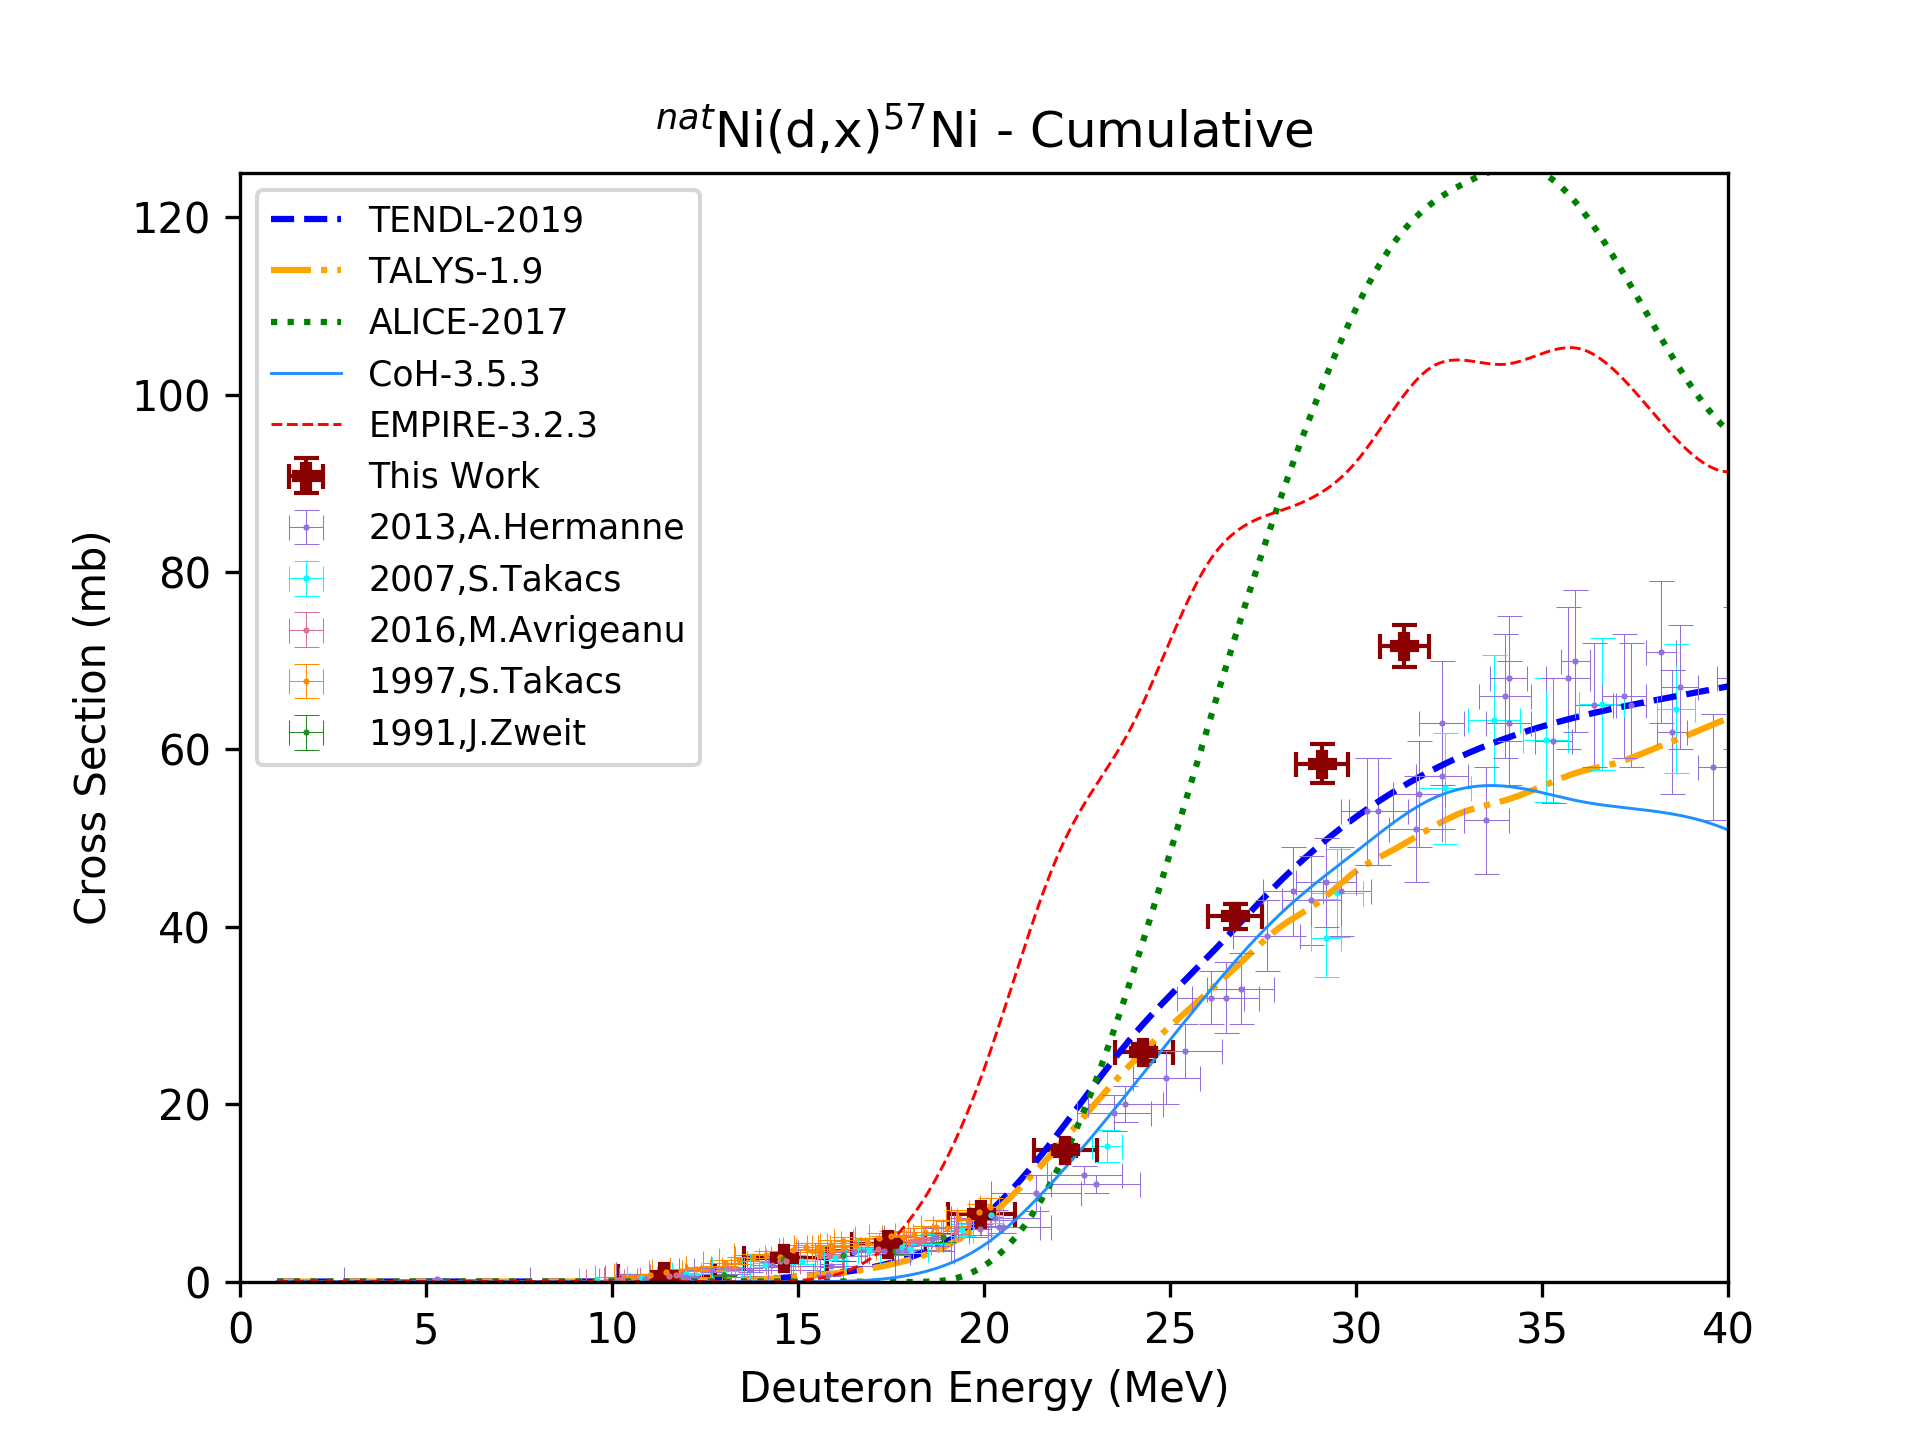 natNi(d,x)57Ni - Cumulative
TENDL-2019
TALYS-1.9
ALICE-2017
CoH-3.5.3
EMPIRE-3.2.3
This Work
2013,A.Hermanne
2007,S.Takacs
2016,M.Avrigeanu
1997,S.Takacs
1991,J.Zweit
Cross Section (mb)
120
100
80
60
40
20
0
0 5 10 15 20 25 30 35 40
Deuteron Energy (MeV)